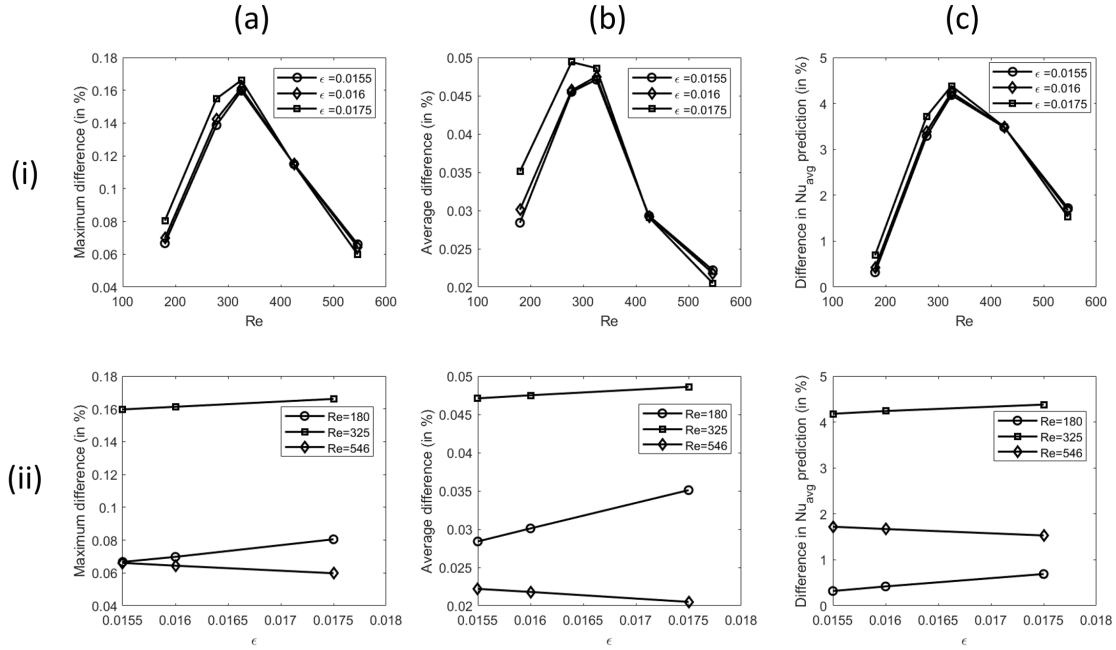 (a)
(b)
(c)
(i)
0.18
0.16
0.14
0.12
0.1
0.08
0.06
0.04
Maximum difference (in %)
100 200 300 400 500 600
Re
ϵ =0.0155
ϵ =0.016
ϵ =0.0175
0.05
0.045
0.04
0.035
0.03
0.025
0.02
Average difference (in %)
100 200 300 400 500 600
Re
ϵ =0.0155
ϵ =0.016
ϵ =0.0175
5
4
3
2
1
0
Difference in Nu_avg prediction (in %)
100 200 300 400 500 600
Re
ϵ =0.0155
ϵ =0.016
ϵ =0.0175
(ii)
0.18
0.16
0.14
0.12
0.1
0.08
0.06
0.04
Maximum difference (in %)
0.0155 0.016 0.0165 0.017 0.0175 0.018
ϵ
Re=180
Re=325
Re=546
0.05
0.045
0.04
0.035
0.03
0.025
0.02
Average difference (in %)
0.0155 0.016 0.0165 0.017 0.0175 0.018
ϵ
Re=180
Re=325
Re=546
5
4
3
2
1
0
Difference in Nu_avg prediction (in %)
0.0155 0.016 0.0165 0.017 0.0175 0.018
ϵ
Re=180
Re=325
Re=546